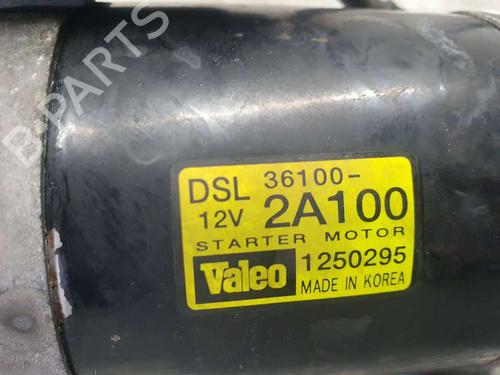 B-PARTS
DSL 36100-
12V 2A100
STARTER MOTOR
Valeo 1250295
MADE IN KOREA